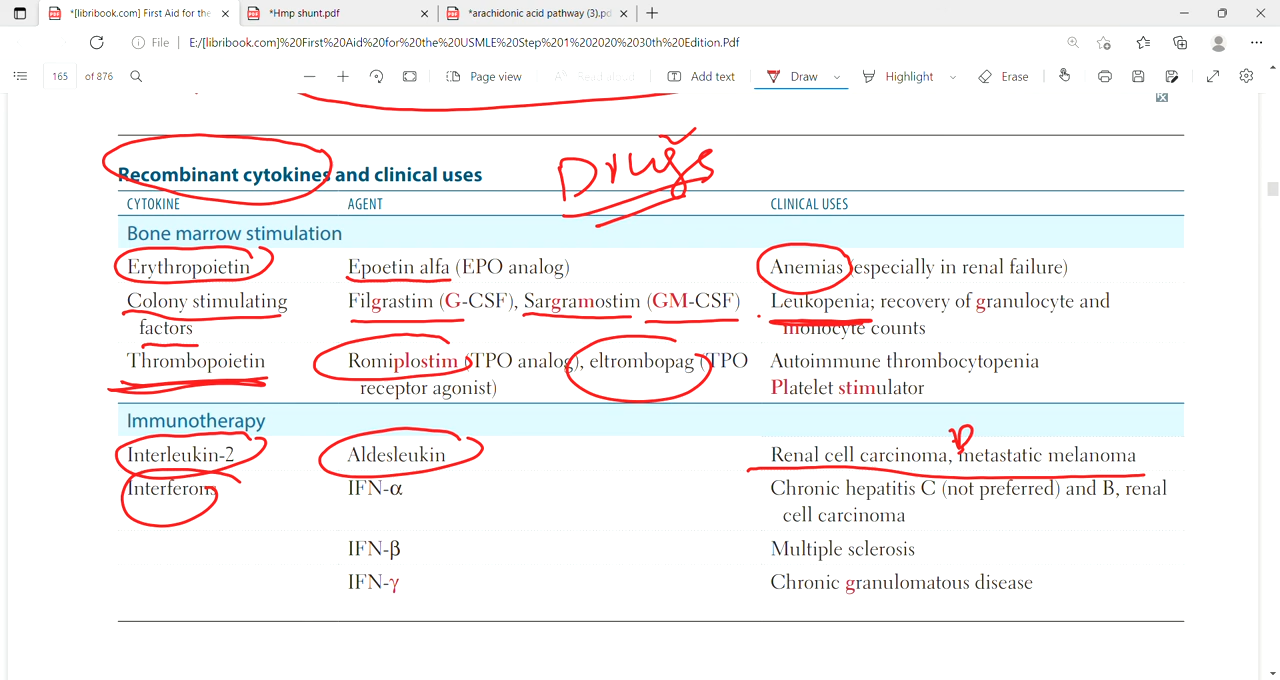 *[libribook.com] First Aid for the
*Hmp shunt.pdf
*arachidonic acid pathway (3).pd
File
E:/[libribook.com]%20First%20Aid%20for%20the%20USMLE%20Step%201%202020%2030th%20Edition.Pdf
165 of 876
Page view
Read aloud
Add text
Draw
Highlight
Erase
Drugs
Recombinant cytokines and clinical uses
CYTOKINE AGENT CLINICAL USES
Bone marrow stimulation
Erythropoietin Epoetin alfa (EPO analog) Anemias (especially in renal failure)
Colony stimulating Filgrastim (G-CSF), Sargramostim (GM-CSF) Leukopenia; recovery of granulocyte and
factors monocyte counts
Thrombopoietin Romiplostim (TPO analog), eltrombopag (TPO Autoimmune thrombocytopenia
receptor agonist) Platelet stimulator
Immunotherapy
Interleukin-2 Aldesleukin Renal cell carcinoma, metastatic melanoma
Interferons IFN-α Chronic hepatitis C (not preferred) and B, renal
cell carcinoma
IFN-β Multiple sclerosis
IFN-γ Chronic granulomatous disease